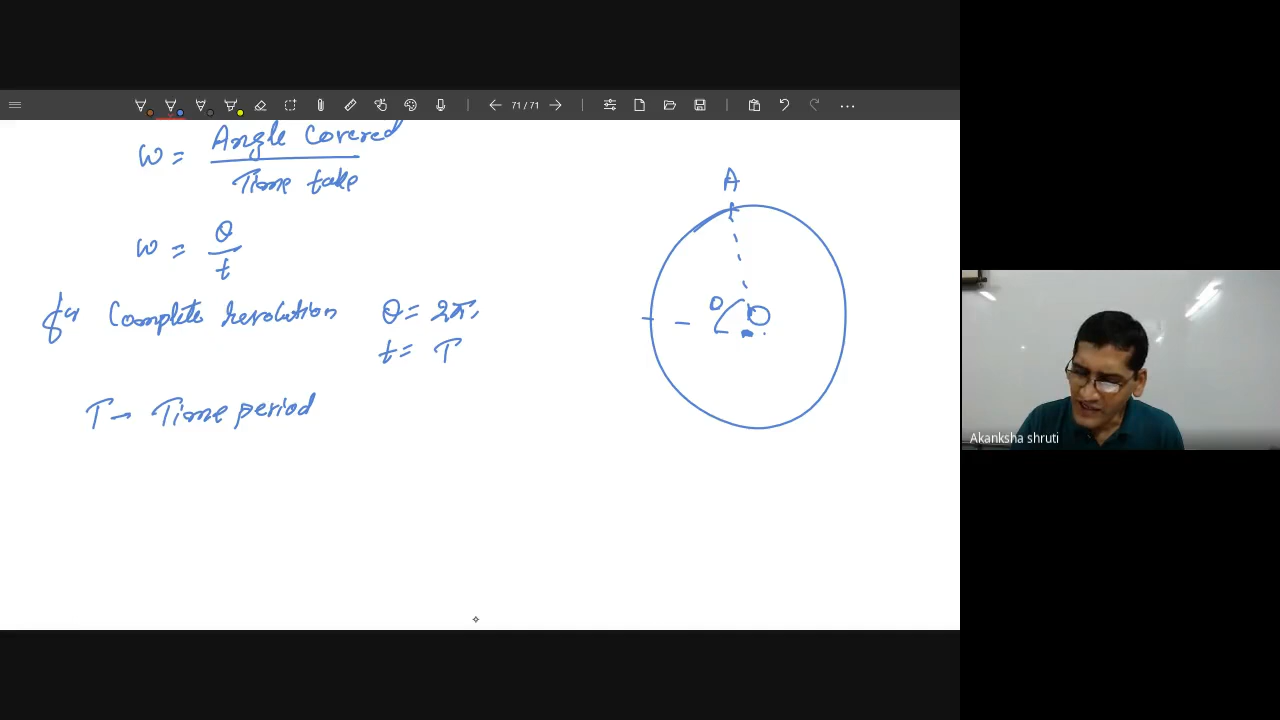 71/71
ω = Angle Covered / Time take
A
ω = θ / t
for Complete revolution θ = 2π,
t = T
θ
O
T - Time period
Akanksha shruti